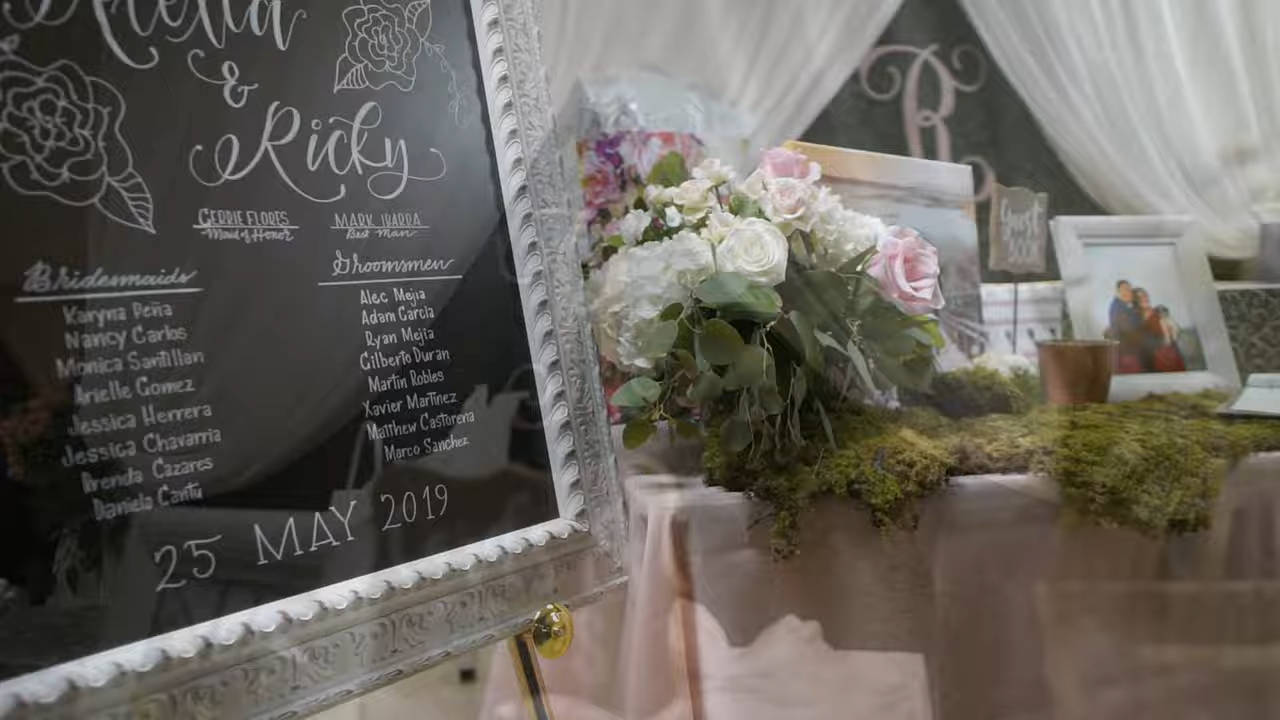 &
Ricky
GERRIE FLORES
Maid of Honor
MARK IBARRA
Best Man
Bridesmaids
Karyna Peña
Nancy Carlos
Monica Santillan
Arielle Gomez
Jessica Herrera
Jessica Chavarria
Brenda Cazares
Daniela Cantu
Groomsmen
Alec Mejia
Adam Garcia
Ryan Mejia
Gilberto Duran
Martin Robles
Xavier Martinez
Matthew Castorena
Marco Sanchez
25 MAY 2019
R
Guest
Book